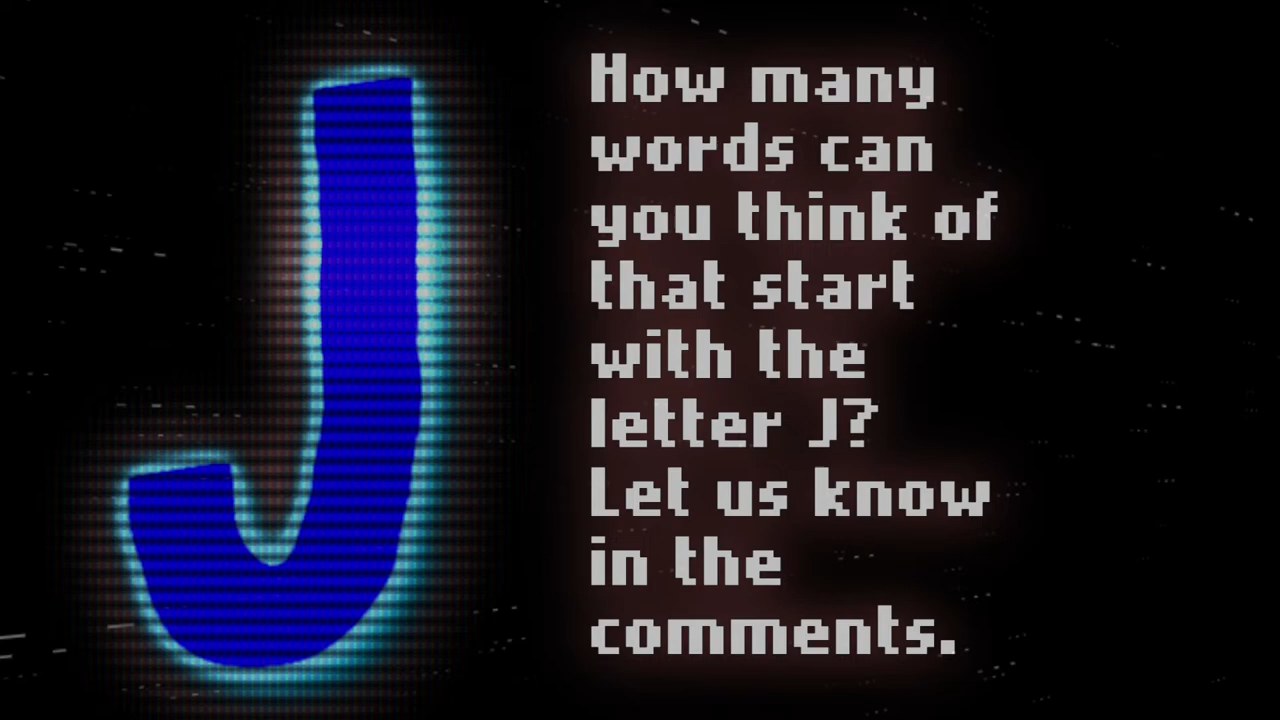 J
How many
words can
you think of
that start
with the
letter J?
Let us know
in the
comments.